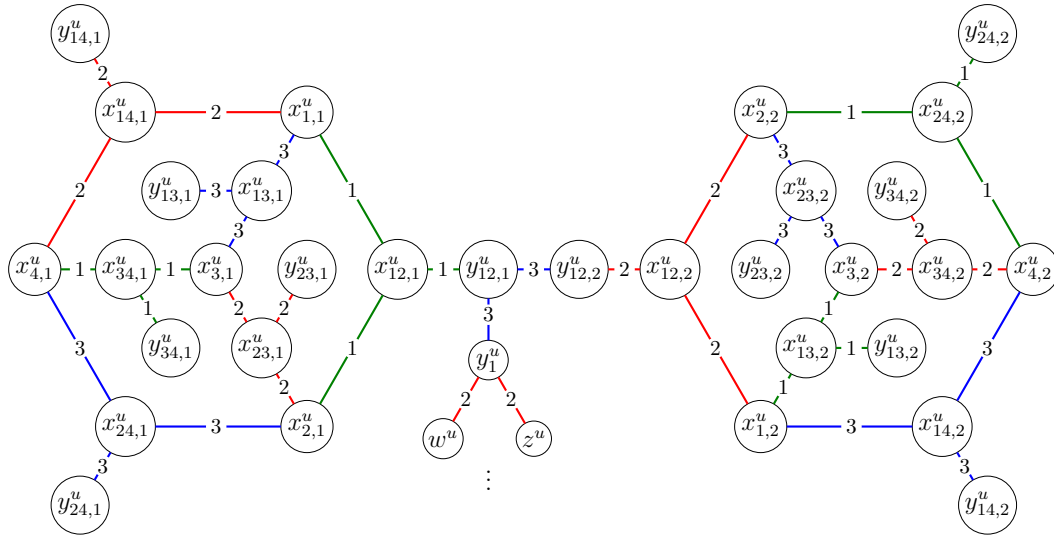 y^u_{14,1} y^u_{24,2}
2 1
x^u_{14,1} 2 x^u_{1,1} x^u_{2,2} 1 x^u_{24,2}
3 3
y^u_{13,1} 3 x^u_{13,1} x^u_{23,2} y^u_{34,2}
2 1 2 1
3 3 3 2
x^u_{4,1} 1 x^u_{34,1} 1 x^u_{3,1} y^u_{23,1} x^u_{12,1} 1 y^u_{12,1} 3 y^u_{12,2} 2 x^u_{12,2} y^u_{23,2} x^u_{3,2} 2 x^u_{34,2} 2 x^u_{4,2}
1 2 2 3 1
y^u_{34,1} x^u_{23,1} x^u_{13,2} 1 y^u_{13,2}
3 1 y^u_1 2 3
2 2 2 1
x^u_{24,1} 3 x^u_{2,1} w^u z^u x^u_{1,2} 3 x^u_{14,2}
3 ⋮ 3
y^u_{24,1} y^u_{14,2}